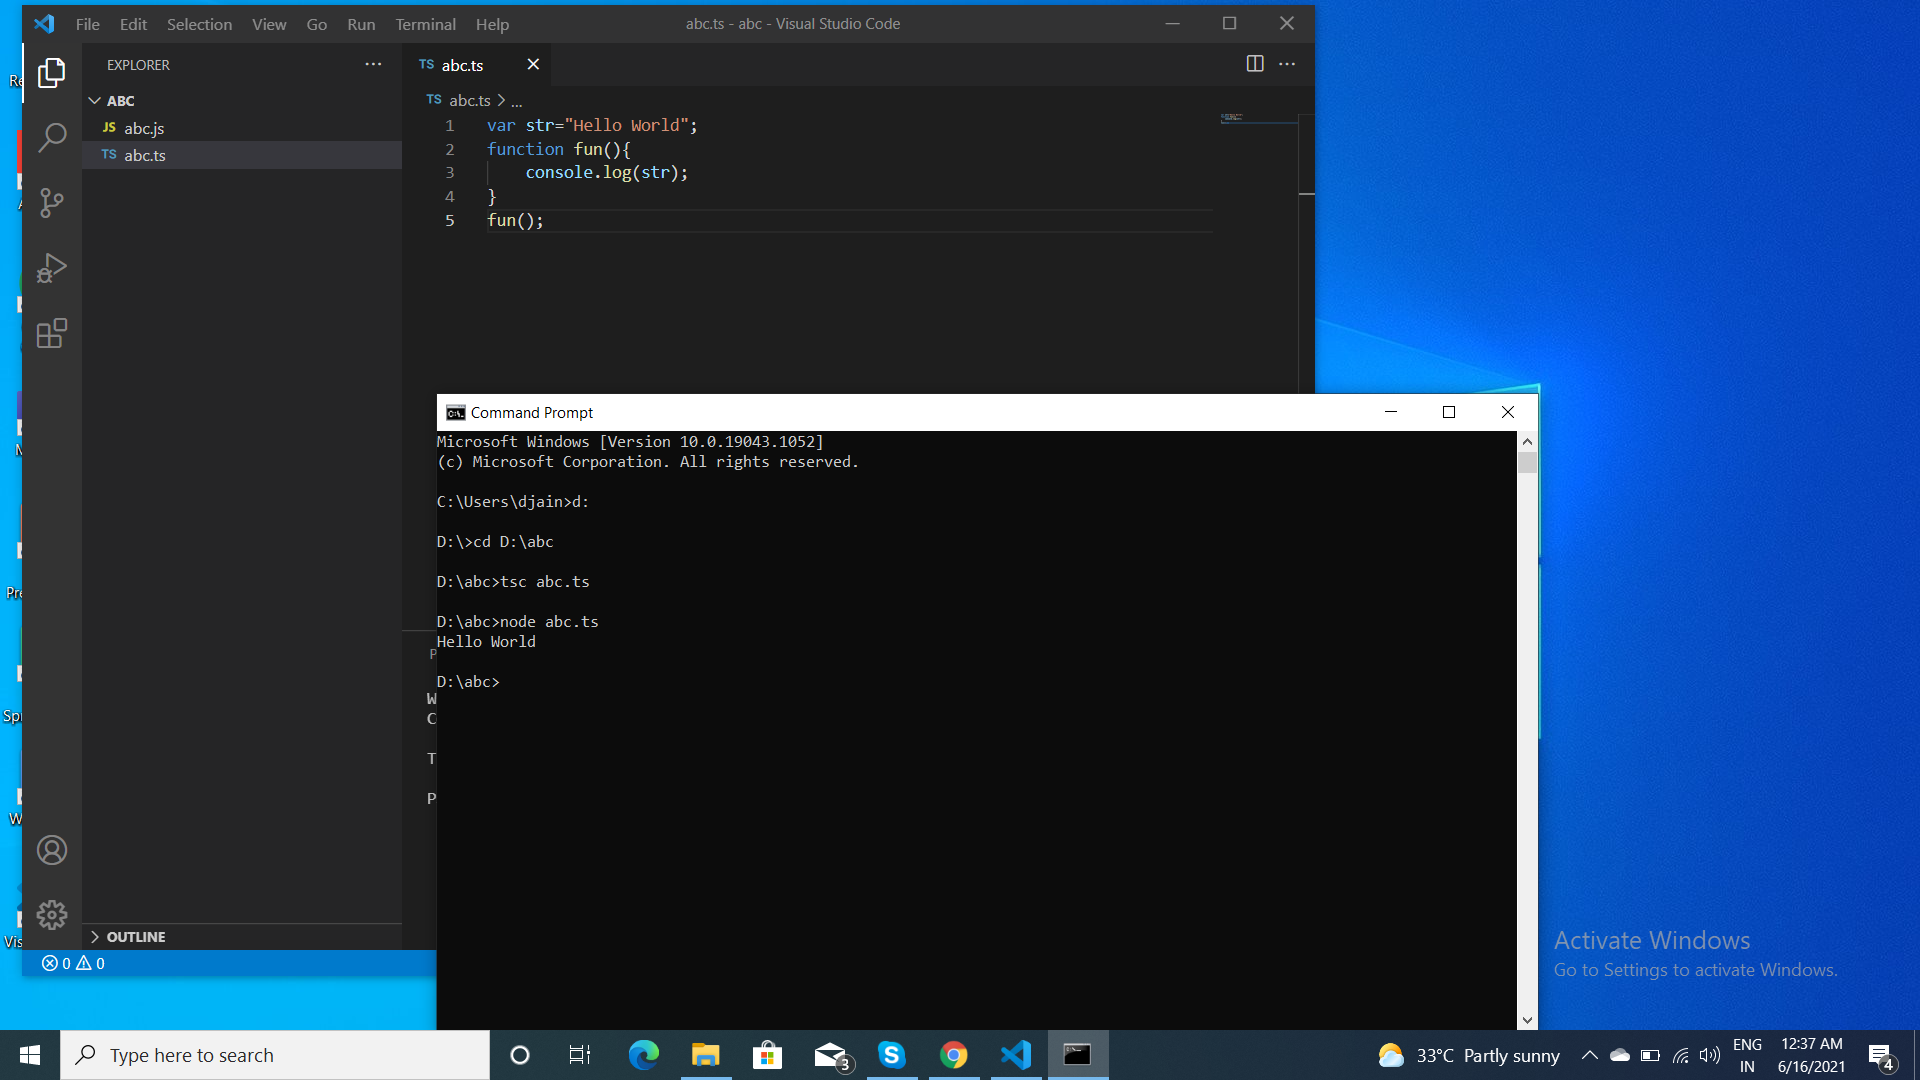 File Edit Selection View Go Run Terminal Help
abc.ts - abc - Visual Studio Code
EXPLORER
ABC
JS abc.js
TS abc.ts
OUTLINE
TS abc.ts
TS abc.ts > ...
1 var str="Hello World";
2 function fun(){
3 console.log(str);
4 }
5 fun();
Command Prompt
Microsoft Windows [Version 10.0.19043.1052]
(c) Microsoft Corporation. All rights reserved.
C:\Users\djain>d:
D:\>cd D:\abc
D:\abc>tsc abc.ts
D:\abc>node abc.ts
Hello World
D:\abc>
0 0
Activate Windows
Go to Settings to activate Windows.
Type here to search
3
33°C Partly sunny
ENG
IN
12:37 AM
6/16/2021
4